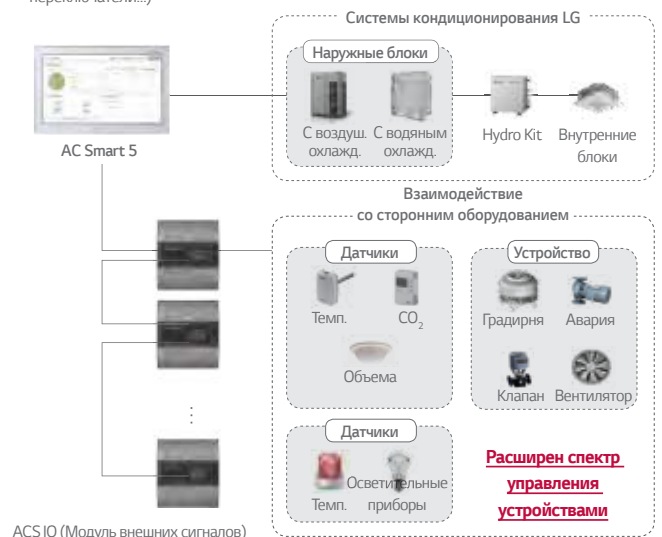 переключатели...)
Системы кондиционирования LG
Наружные блоки
С воздуш. охлажд.
С водяным охлажд.
Hydro Kit
Внутренние блоки
AC Smart 5
Взаимодействие
со сторонним оборудованием
Датчики
Темп.
CO₂
Объема
Устройство
Градирня
Авария
Клапан
Вентилятор
Датчики
Темп.
Осветительные приборы
Расширен спектр
управления
устройствами
ACS IO (Модуль внешних сигналов)